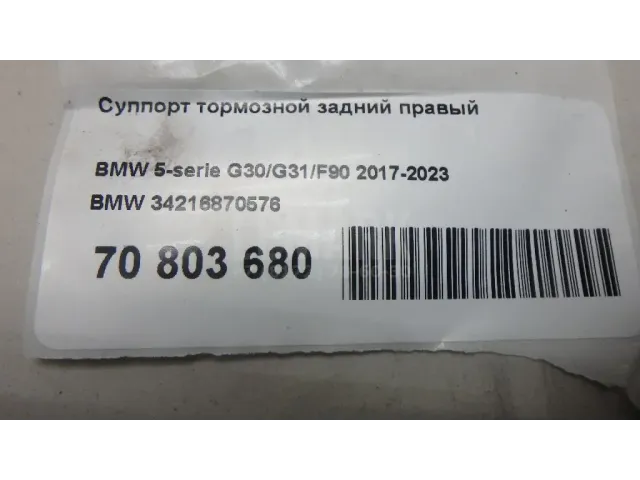 Суппорт тормозной задний правый
BMW 5-serie G30/G31/F90 2017-2023
BMW 34216870576
70 803 680